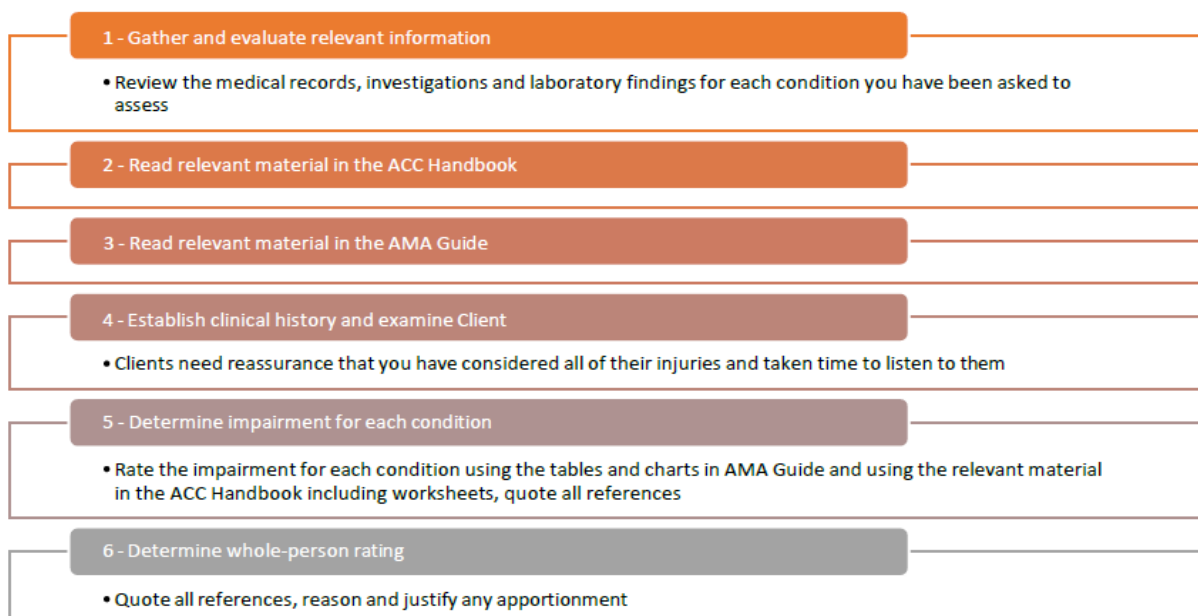 1 - Gather and evaluate relevant information
• Review the medical records, investigations and laboratory findings for each condition you have been asked to
assess
2 - Read relevant material in the ACC Handbook
3 - Read relevant material in the AMA Guide
4 - Establish clinical history and examine Client
• Clients need reassurance that you have considered all of their injuries and taken time to listen to them
5 - Determine impairment for each condition
• Rate the impairment for each condition using the tables and charts in AMA Guide and using the relevant material
in the ACC Handbook including worksheets, quote all references
6 - Determine whole-person rating
• Quote all references, reason and justify any apportionment